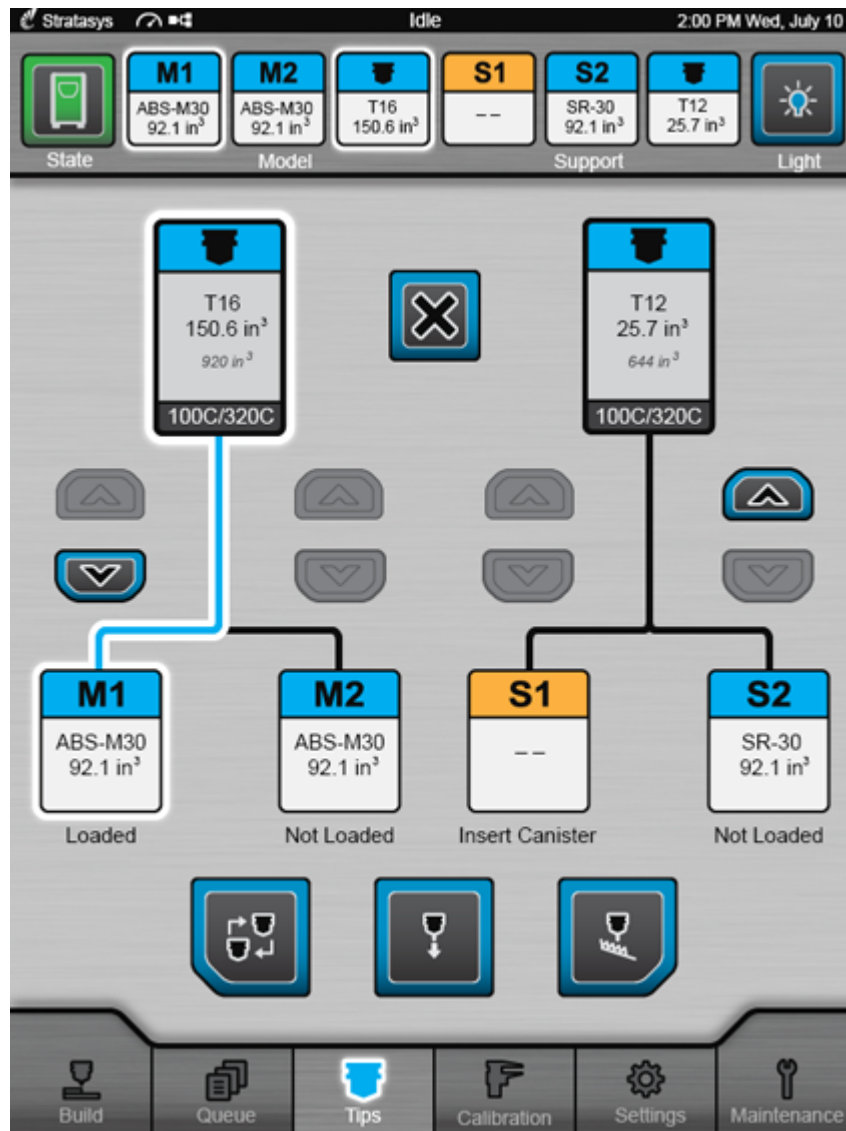 Stratasys
Idle
2:00 PM Wed, July 10
M1
ABS-M30
92.1 in³
M2
ABS-M30
92.1 in³
T16
150.6 in³
S1
--
S2
SR-30
92.1 in³
T12
25.7 in³
State
Model
Support
Light
T16
150.6 in³
920 in³
100C/320C
T12
25.7 in³
644 in³
100C/320C
M1
ABS-M30
92.1 in³
Loaded
M2
ABS-M30
92.1 in³
Not Loaded
S1
--
Insert Canister
S2
SR-30
92.1 in³
Not Loaded
Build
Queue
Tips
Calibration
Settings
Maintenance